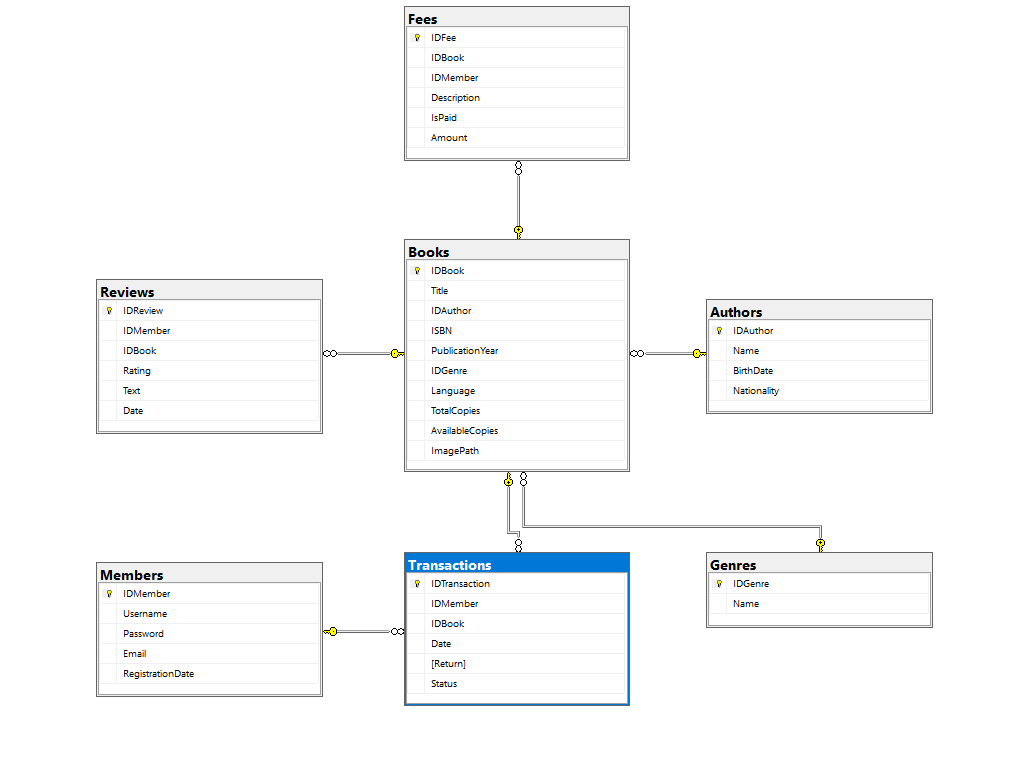 Fees
IDFee
IDBook
IDMember
Description
IsPaid
Amount
Books
IDBook
Title
IDAuthor
ISBN
PublicationYear
IDGenre
Language
TotalCopies
AvailableCopies
ImagePath
Reviews
IDReview
IDMember
IDBook
Rating
Text
Date
Authors
IDAuthor
Name
BirthDate
Nationality
Members
IDMember
Username
Password
Email
RegistrationDate
Transactions
IDTransaction
IDMember
IDBook
Date
[Return]
Status
Genres
IDGenre
Name